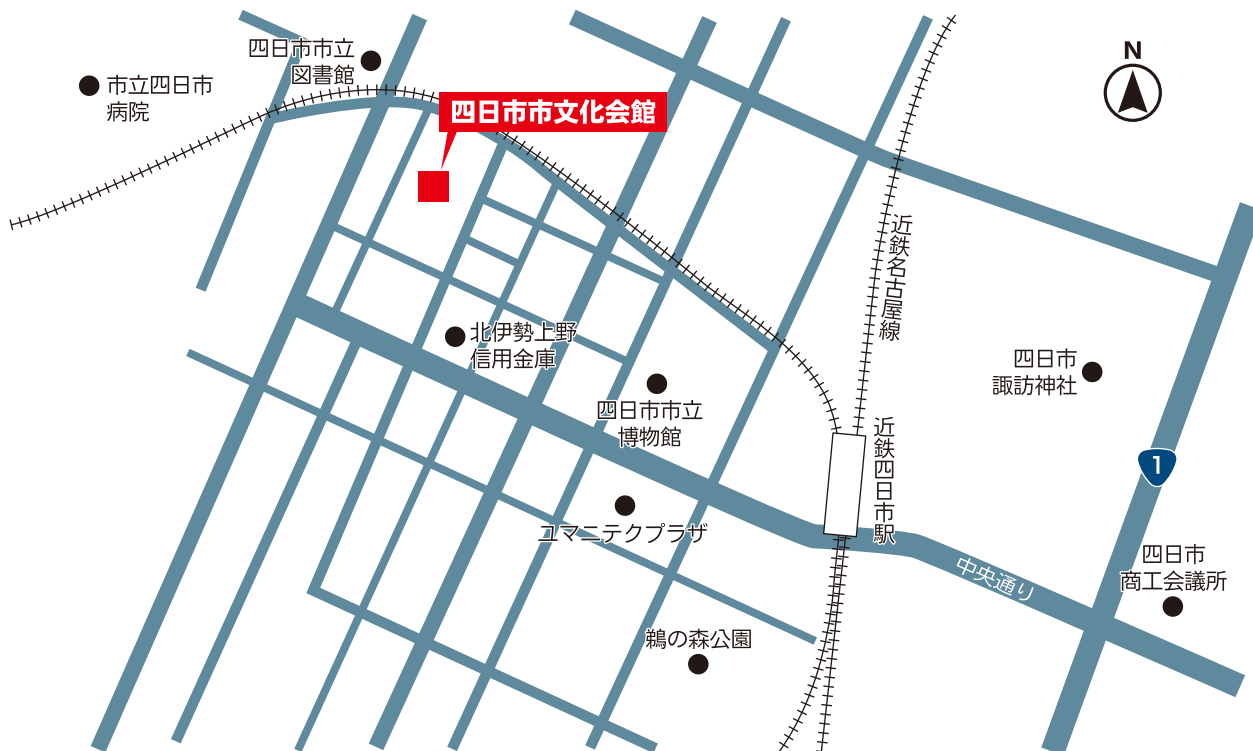 N
四日市市立
図書館
市立四日市
病院
四日市市文化会館
近鉄名古屋線
北伊勢上野
信用金庫
四日市
諏訪神社
四日市市立
博物館
近鉄四日市駅
1
ユマニテクプラザ
中央通り
四日市
商工会議所
鵜の森公園